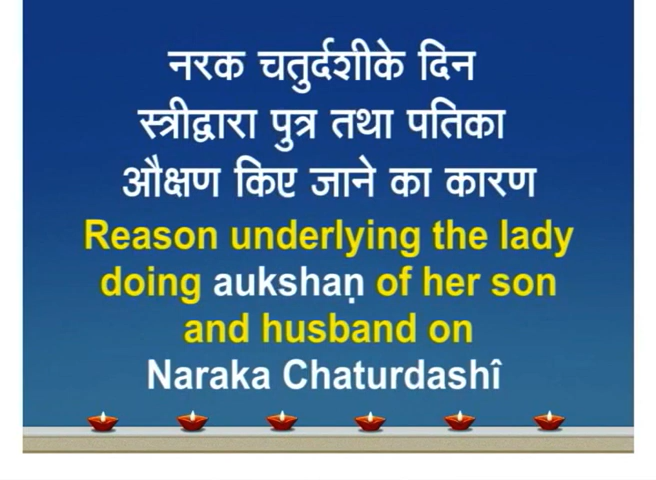 नरक चतुर्दशीके दिन
स्त्रीद्वारा पुत्र तथा पतिका
औक्षण किए जाने का कारण
Reason underlying the lady
doing aukshaṇ of her son
and husband on
Naraka Chaturdashî